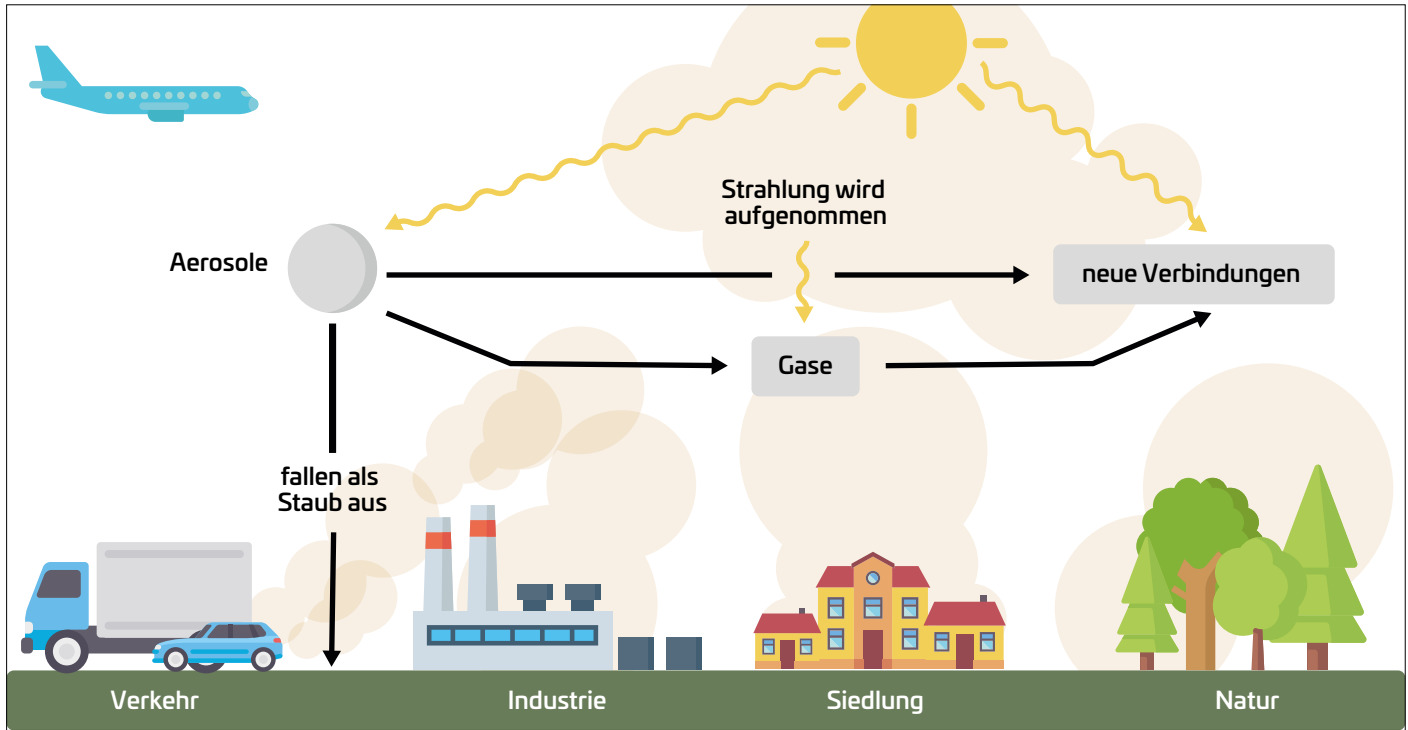 Strahlung wird
aufgenommen
Aerosole
neue Verbindungen
Gase
fallen als
Staub aus
Verkehr
Industrie
Siedlung
Natur